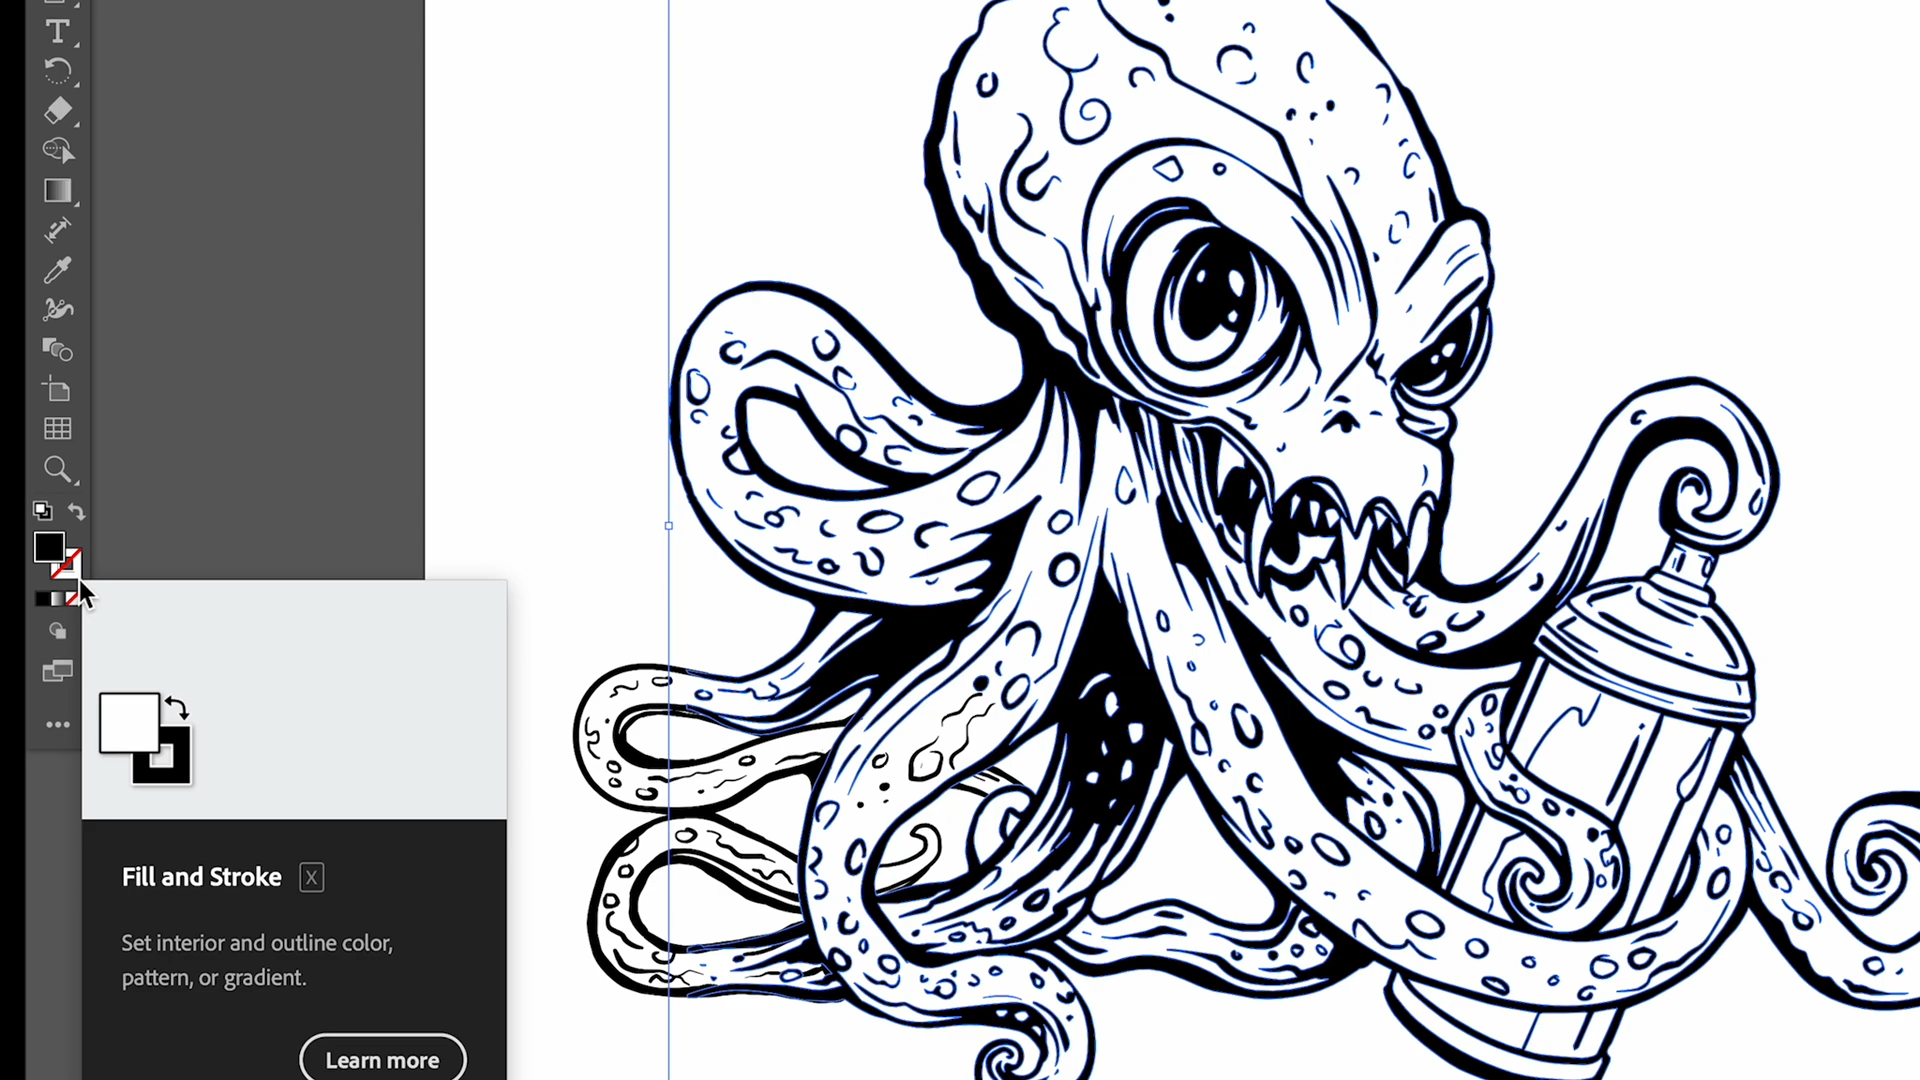 Fill and Stroke X
Set interior and outline color,
pattern, or gradient.
Learn more